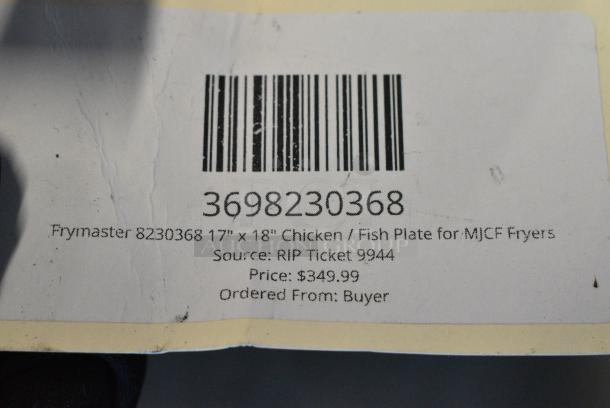 3698230368
Frymaster 8230368 17" x 18" Chicken / Fish Plate for MJCF Fryers
Source: RIP Ticket 9944
Price: $349.99
Ordered From: Buyer